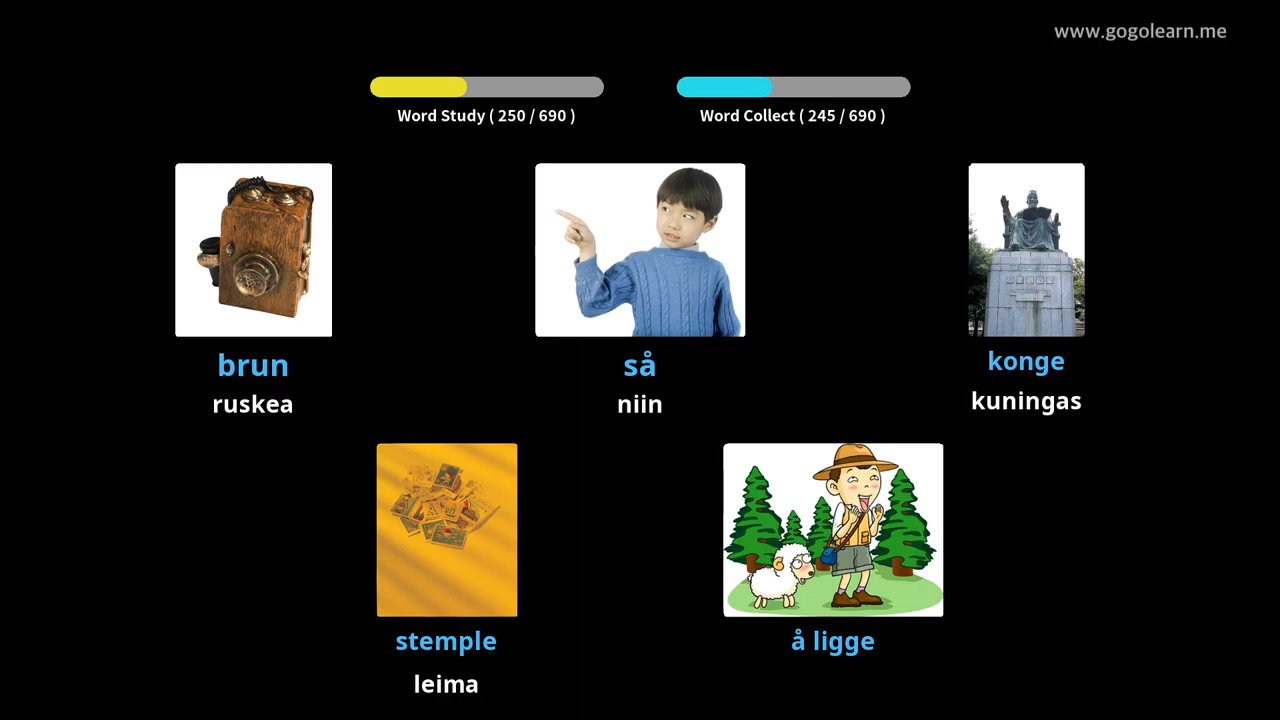 www.gogolearn.me
Word Study ( 250 / 690 )
Word Collect ( 245 / 690 )
brun
ruskea
så
niin
konge
kuningas
stemple
leima
å ligge